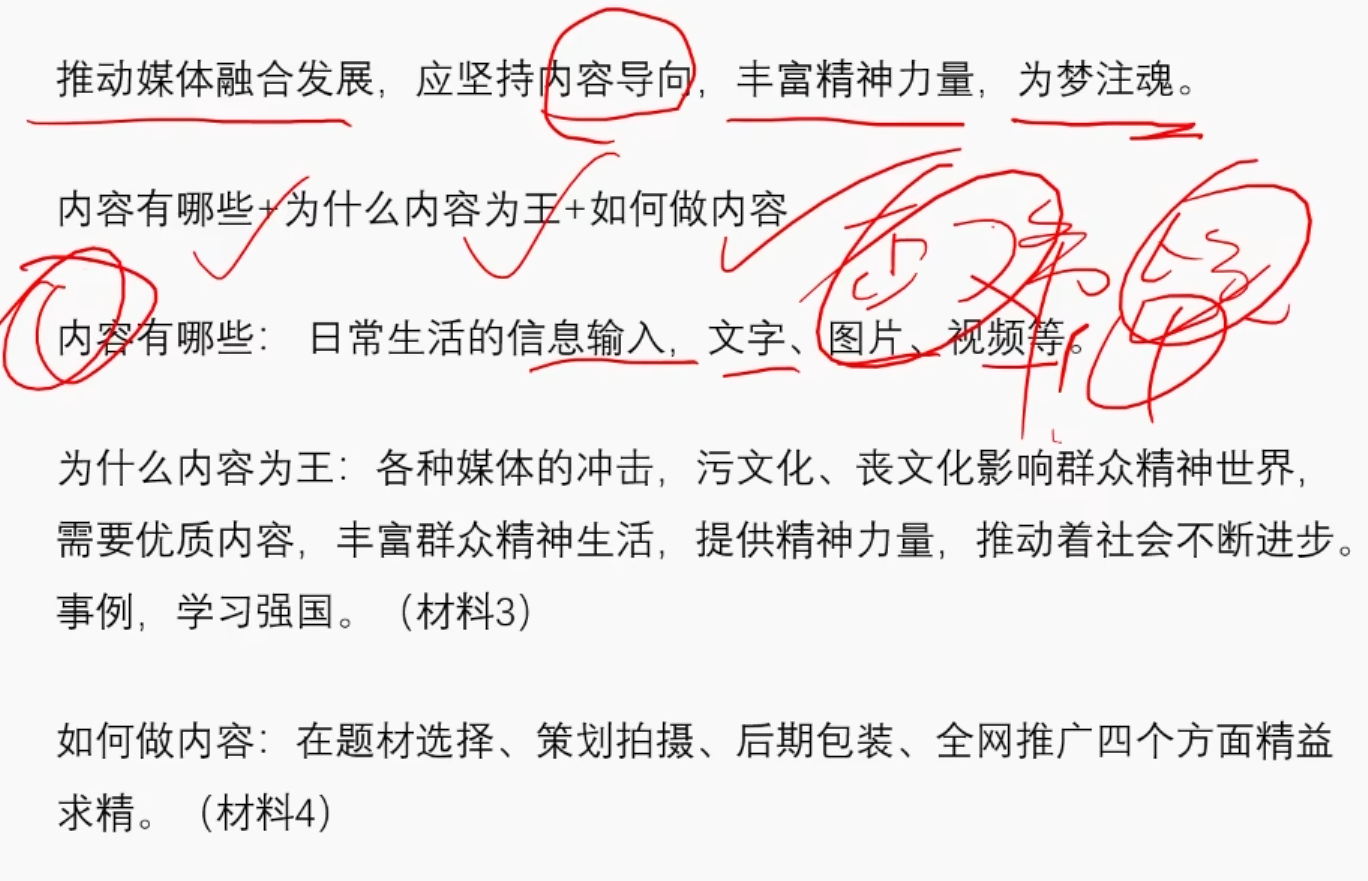 推动媒体融合发展，应坚持内容导向，丰富精神力量，为梦注魂。
内容有哪些+为什么内容为王+如何做内容
内容有哪些： 日常生活的信息输入，文字、图片、视频等。
为什么内容为王：各种媒体的冲击，污文化、丧文化影响群众精神世界，
需要优质内容，丰富群众精神生活，提供精神力量，推动着社会不断进步。
事例，学习强国。（材料3）
如何做内容：在题材选择、策划拍摄、后期包装、全网推广四个方面精益
求精。（材料4）